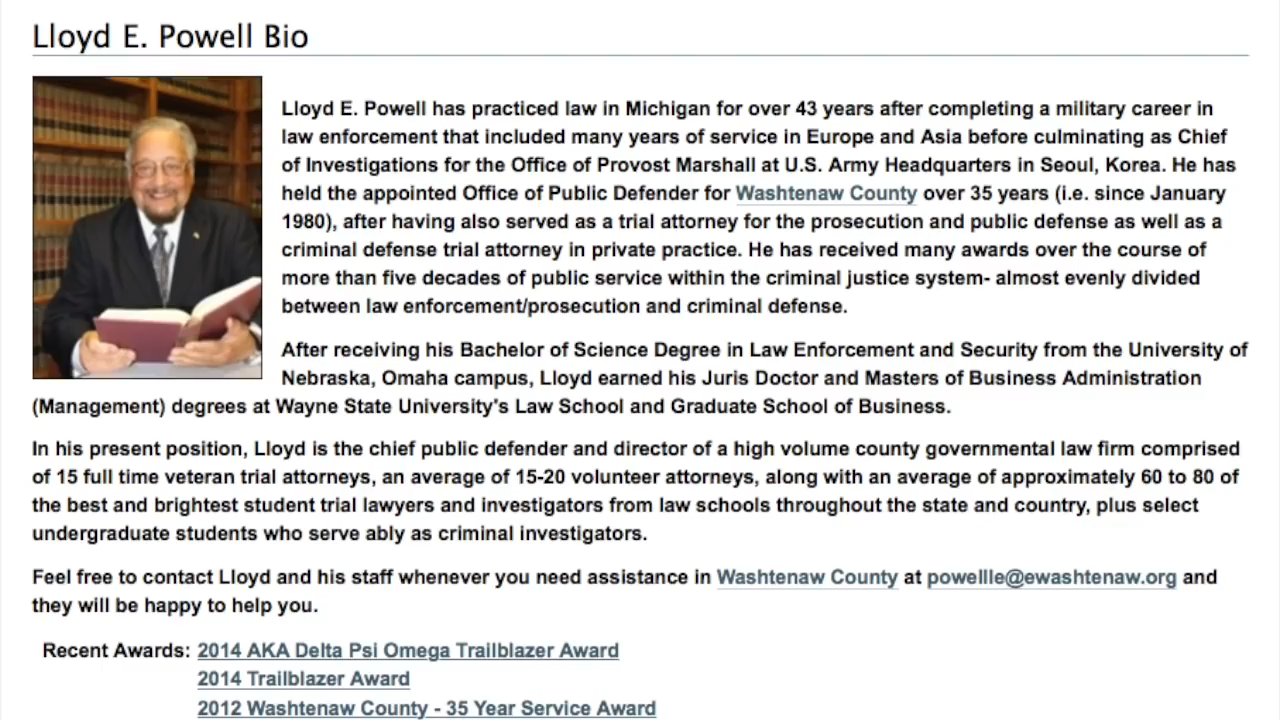 Lloyd E. Powell Bio
Lloyd E. Powell has practiced law in Michigan for over 43 years after completing a military career in
law enforcement that included many years of service in Europe and Asia before culminating as Chief
of Investigations for the Office of Provost Marshall at U.S. Army Headquarters in Seoul, Korea. He has
held the appointed Office of Public Defender for Washtenaw County over 35 years (i.e. since January
1980), after having also served as a trial attorney for the prosecution and public defense as well as a
criminal defense trial attorney in private practice. He has received many awards over the course of
more than five decades of public service within the criminal justice system- almost evenly divided
between law enforcement/prosecution and criminal defense.
After receiving his Bachelor of Science Degree in Law Enforcement and Security from the University of
Nebraska, Omaha campus, Lloyd earned his Juris Doctor and Masters of Business Administration
(Management) degrees at Wayne State University's Law School and Graduate School of Business.
In his present position, Lloyd is the chief public defender and director of a high volume county governmental law firm comprised
of 15 full time veteran trial attorneys, an average of 15-20 volunteer attorneys, along with an average of approximately 60 to 80 of
the best and brightest student trial lawyers and investigators from law schools throughout the state and country, plus select
undergraduate students who serve ably as criminal investigators.
Feel free to contact Lloyd and his staff whenever you need assistance in Washtenaw County at powellle@ewashtenaw.org and
they will be happy to help you.
Recent Awards: 2014 AKA Delta Psi Omega Trailblazer Award
2014 Trailblazer Award
2012 Washtenaw County - 35 Year Service Award